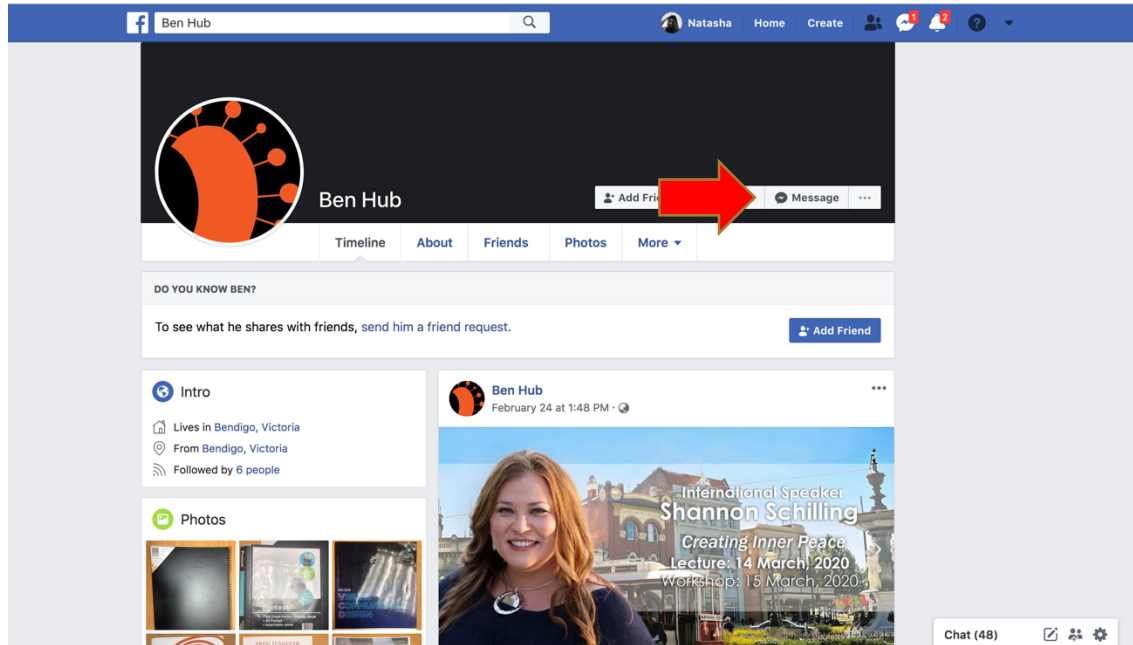 Ben Hub
Natasha Home Create 1 2
Ben Hub
Add Frie Message
Timeline About Friends Photos More
DO YOU KNOW BEN?
To see what he shares with friends, send him a friend request.
Add Friend
Intro
Lives in Bendigo, Victoria
From Bendigo, Victoria
Followed by 6 people
Photos
Ben Hub
February 24 at 1:48 PM ·
International Speaker
Shannon Schilling
Creating Inner Peace
Lecture: 14 March, 2020
Workshop: 15 March, 2020
Chat (48)